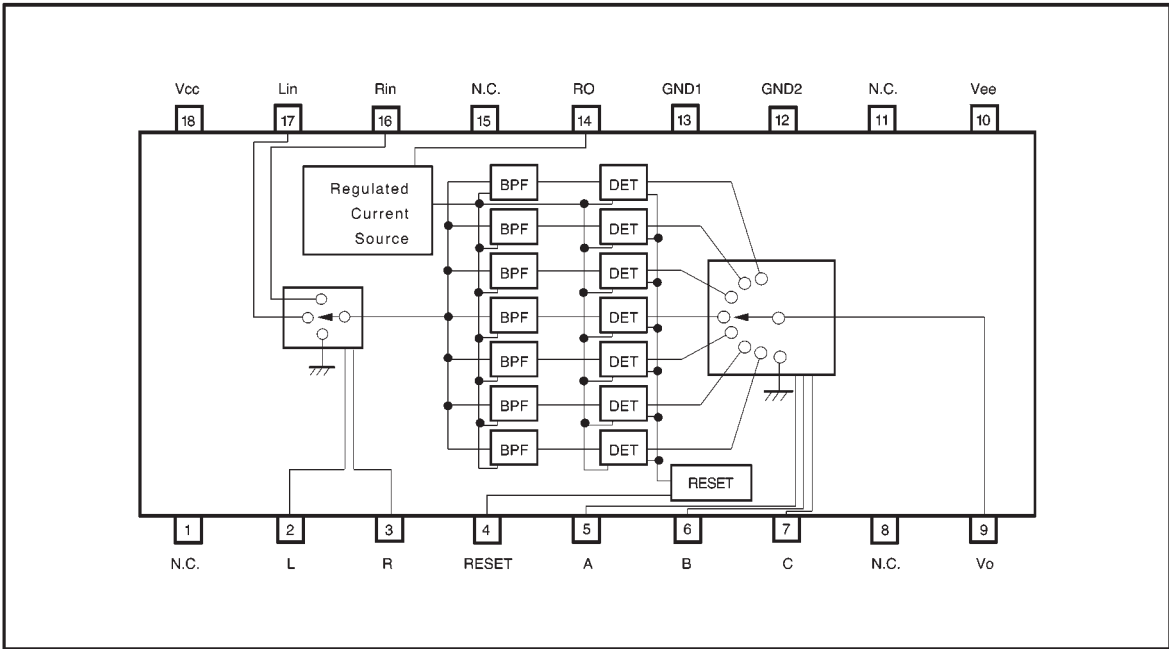 Vcc Lin Rin N.C. RO GND1 GND2 N.C. Vee
18 17 16 15 14 13 12 11 10
Regulated
Current
Source
BPF DET
BPF DET
BPF DET
BPF DET
BPF DET
BPF DET
BPF DET
RESET
1 2 3 4 5 6 7 8 9
N.C. L R RESET A B C N.C. Vo